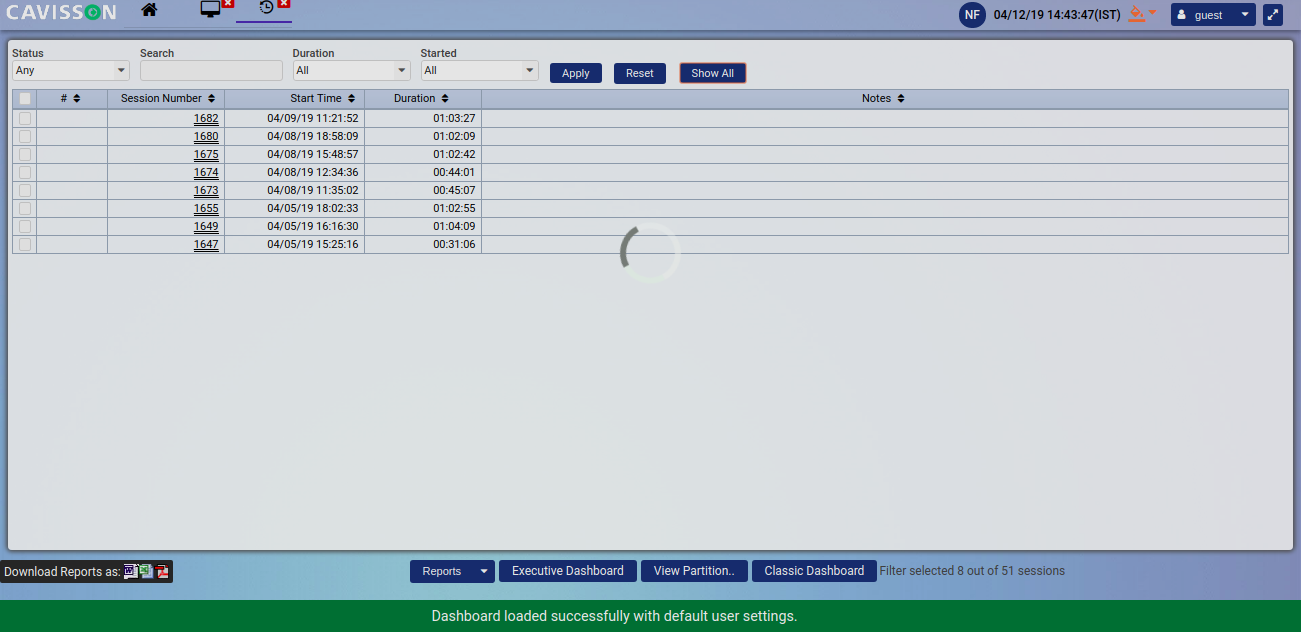 CAVISSON
NF 04/12/19 14:43:47(IST) guest
Status Search Duration Started
Any All All Apply Reset Show All
# Session Number Start Time Duration Notes
1682 04/09/19 11:21:52 01:03:27
1680 04/08/19 18:58:09 01:02:09
1675 04/08/19 15:48:57 01:02:42
1674 04/08/19 12:34:36 00:44:01
1673 04/08/19 11:35:02 00:45:07
1655 04/05/19 18:02:33 01:02:55
1649 04/05/19 16:16:30 01:04:09
1647 04/05/19 15:25:16 00:31:06
Download Reports as: Reports Executive Dashboard View Partition.. Classic Dashboard Filter selected 8 out of 51 sessions
Dashboard loaded successfully with default user settings.